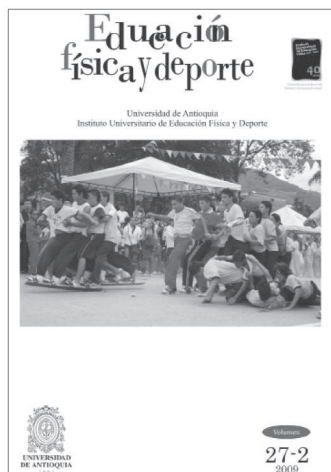 Educación
física y deporte
40
Universidad de Antioquia
Instituto Universitario de Educación Física y Deporte
UNIVERSIDAD
DE ANTIOQUIA
Volumen
27-2
2009